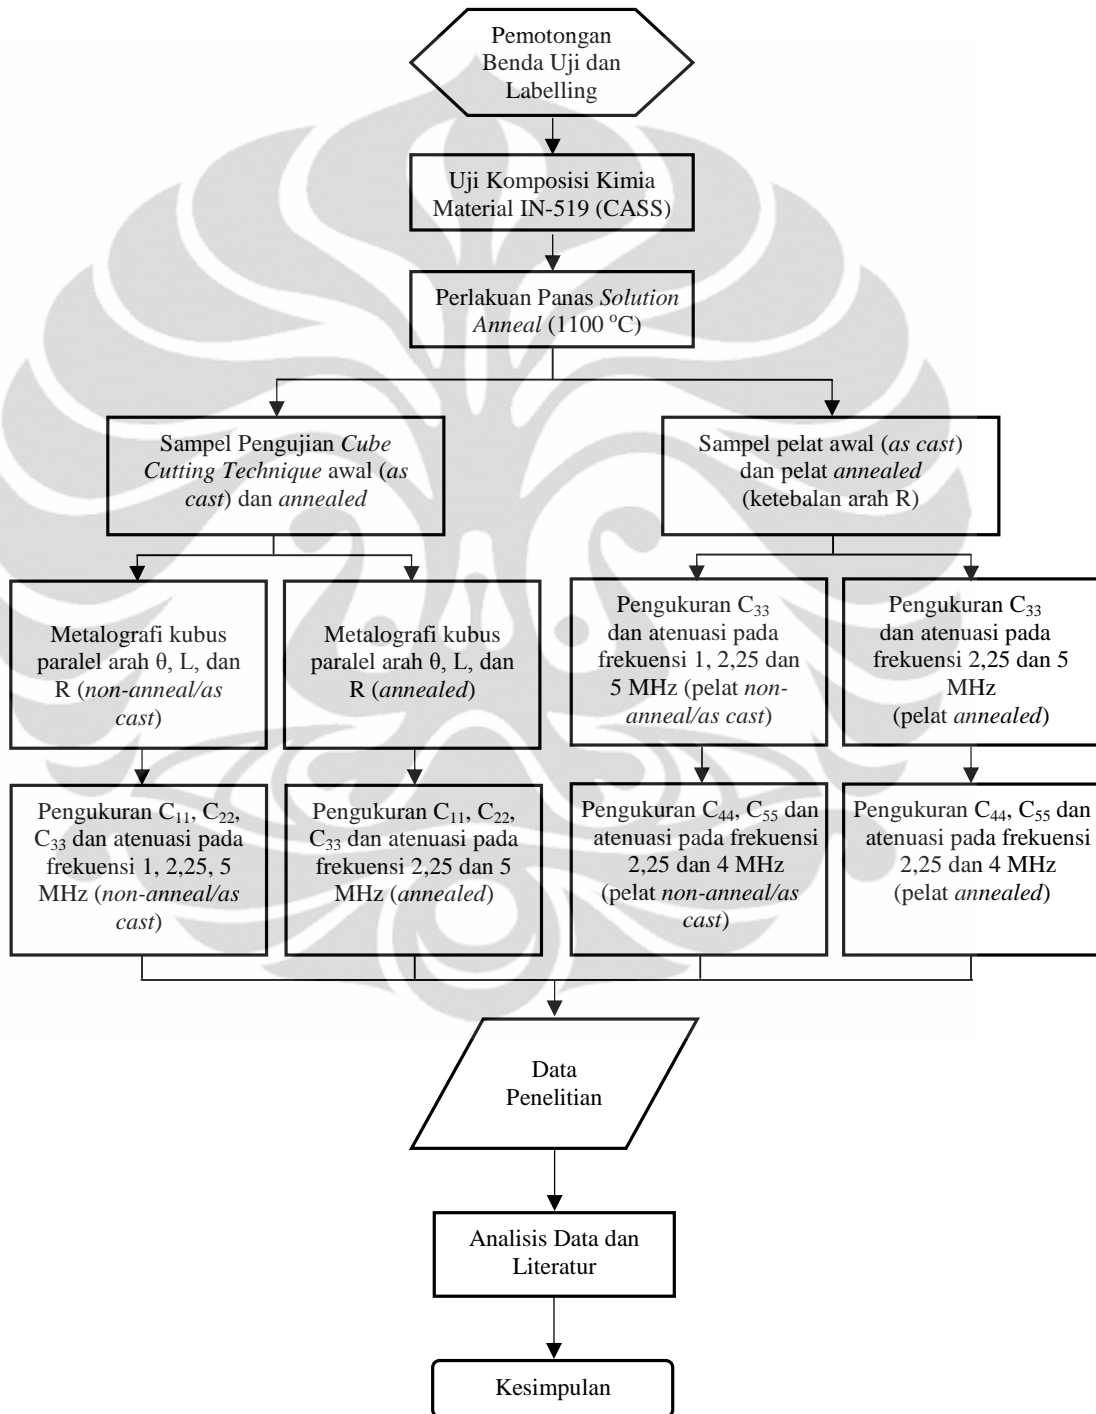 Pemotongan
Benda Uji dan
Labelling
Uji Komposisi Kimia
Material IN-519 (CASS)
Perlakuan Panas Solution
Anneal (1100 °C)
Sampel Pengujian Cube
Cutting Technique awal (as
cast) dan annealed
Sampel pelat awal (as cast)
dan pelat annealed
(ketebalan arah R)
Metalografi kubus
paralel arah θ, L, dan
R (non-anneal/as
cast)
Metalografi kubus
paralel arah θ, L, dan
R (annealed)
Pengukuran C₃₃
dan atenuasi pada
frekuensi 1, 2,25 dan
5 MHz (pelat non-
anneal/as cast)
Pengukuran C₃₃
dan atenuasi pada
frekuensi 2,25 dan 5
MHz
(pelat annealed)
Pengukuran C₁₁, C₂₂,
C₃₃ dan atenuasi pada
frekuensi 1, 2,25, 5
MHz (non-anneal/as
cast)
Pengukuran C₁₁, C₂₂,
C₃₃ dan atenuasi pada
frekuensi 2,25 dan 5
MHz (annealed)
Pengukuran C₄₄, C₅₅ dan
atenuasi pada frekuensi
2,25 dan 4 MHz
(pelat non-anneal/as
cast)
Pengukuran C₄₄, C₅₅ dan
atenuasi pada frekuensi
2,25 dan 4 MHz
(pelat annealed)
Data
Penelitian
Analisis Data dan
Literatur
Kesimpulan